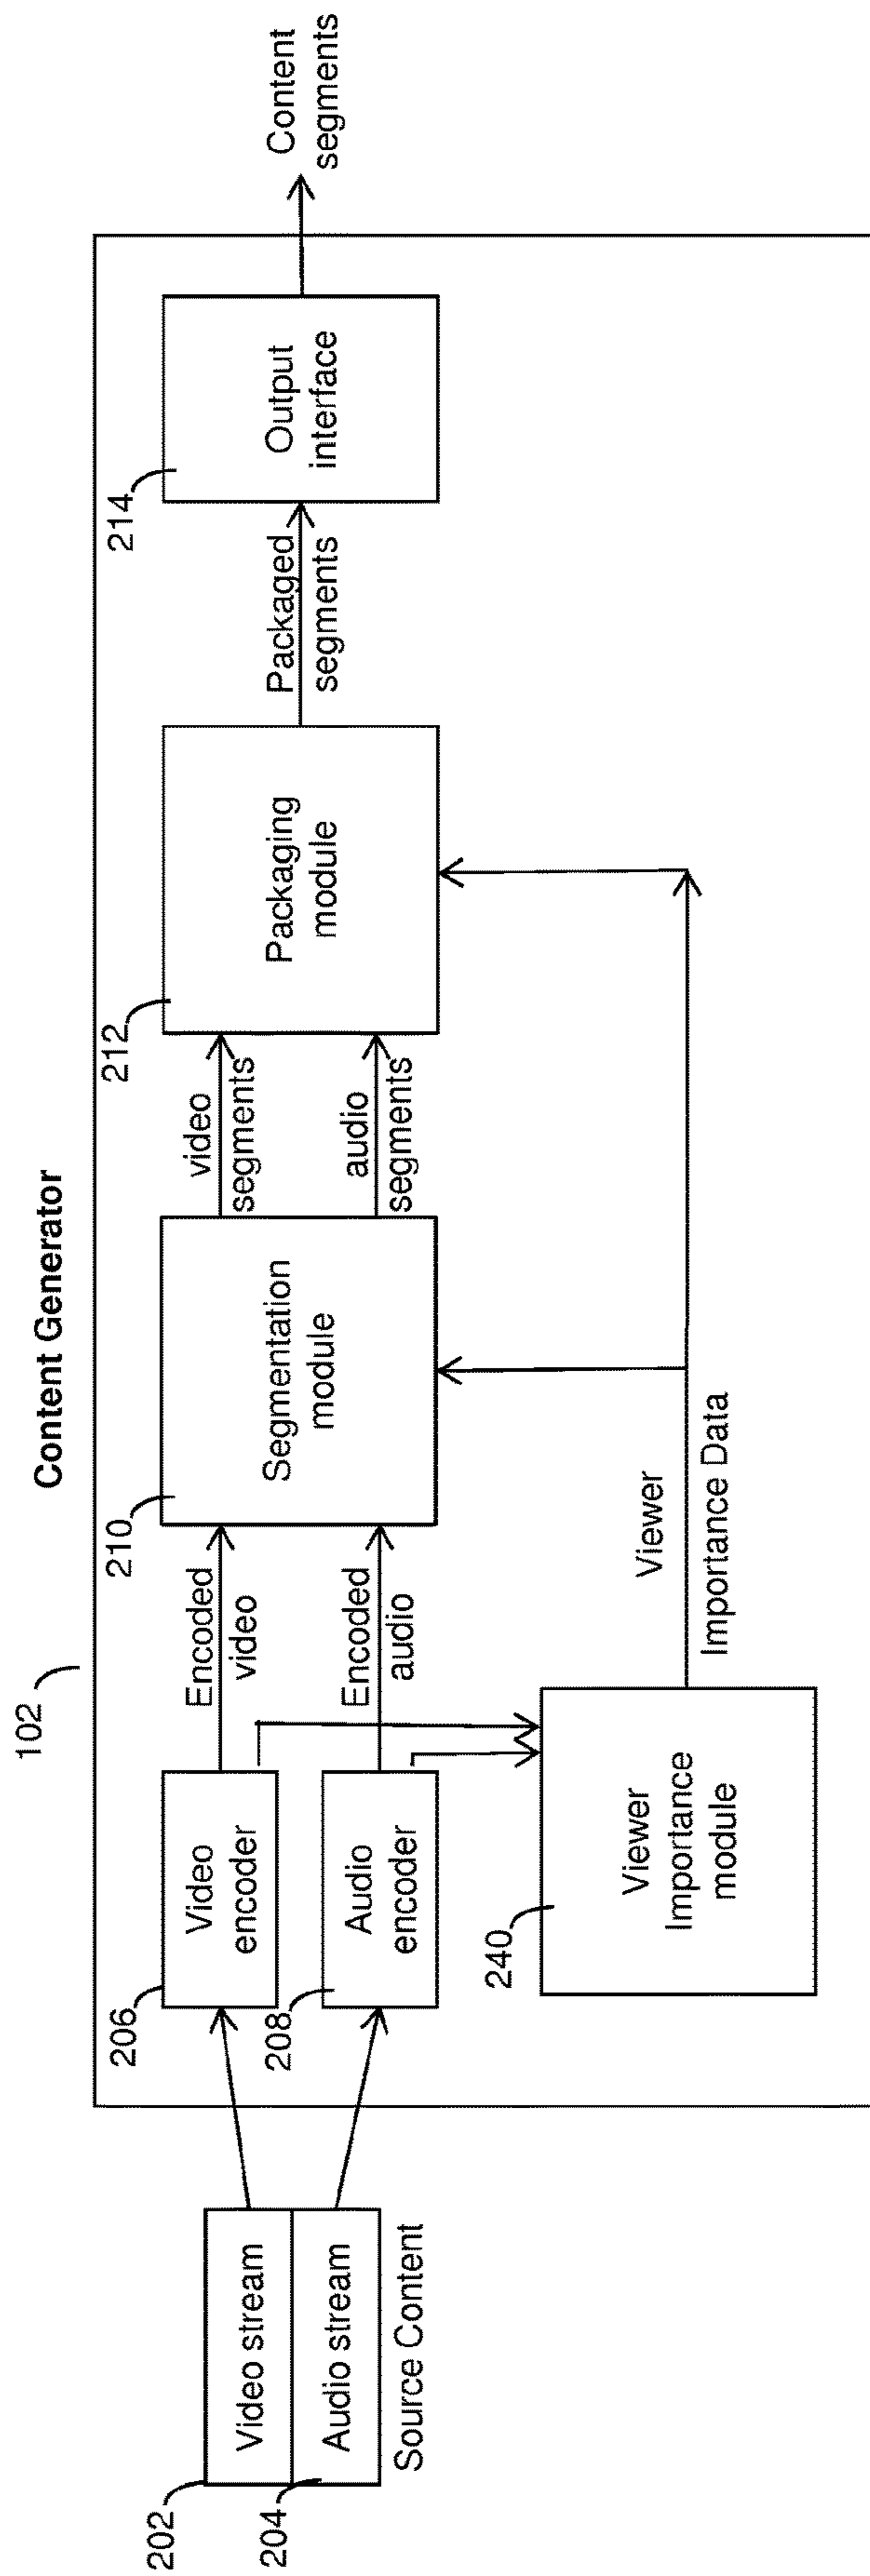 Content Generator
102
202
Video stream
204
Audio stream
Source Content
206
Video
encoder
208
Audio
encoder
Encoded
video
Encoded
audio
210
Segmentation
module
video
segments
audio
segments
212
Packaging
module
Packaged
segments
214
Output
interface
Content
segments
240
Viewer
Importance
module
Viewer
Importance Data